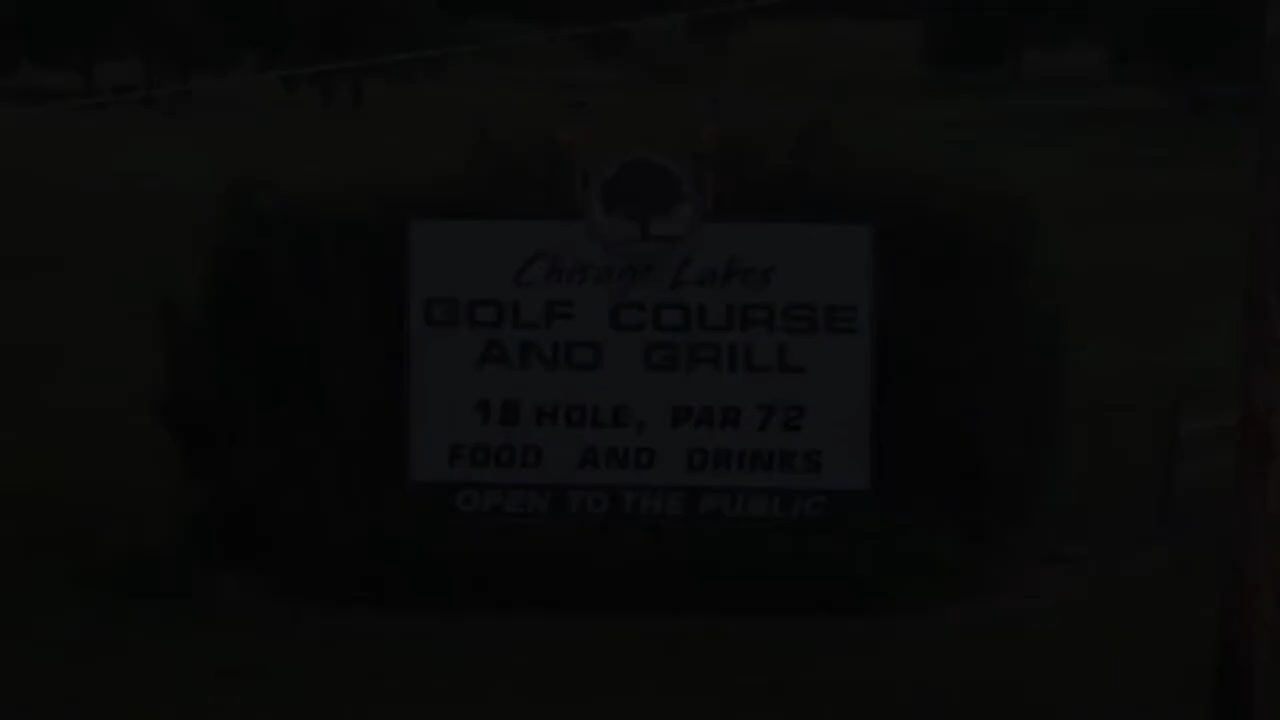 Chisago Lakes
GOLF COURSE
AND GRILL
18 HOLE, PAR 72
FOOD AND DRINKS
OPEN TO THE PUBLIC